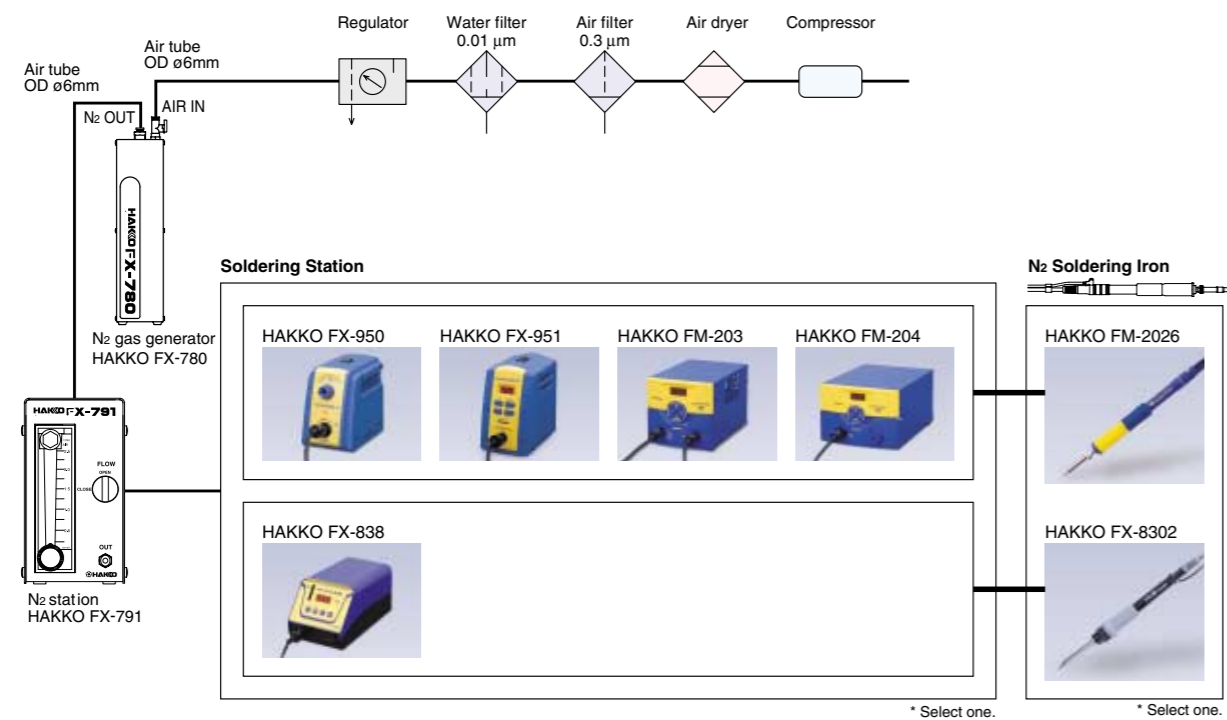 Regulator
Water filter
0.01 µm
Air filter
0.3 µm
Air dryer
Compressor
Air tube
OD ø6mm
Air tube
OD ø6mm
N2 OUT
AIR IN
HAKKO FX-780
N2 gas generator
HAKKO FX-780
Soldering Station
N2 Soldering Iron
HAKKO FX-950
HAKKO FX-951
HAKKO FM-203
HAKKO FM-204
HAKKO FM-2026
HAKKO FX-791
FLOW
OPEN
CLOSE
OUT
HAKKO
N2 station
HAKKO FX-791
HAKKO FX-838
HAKKO FX-8302
* Select one.
* Select one.